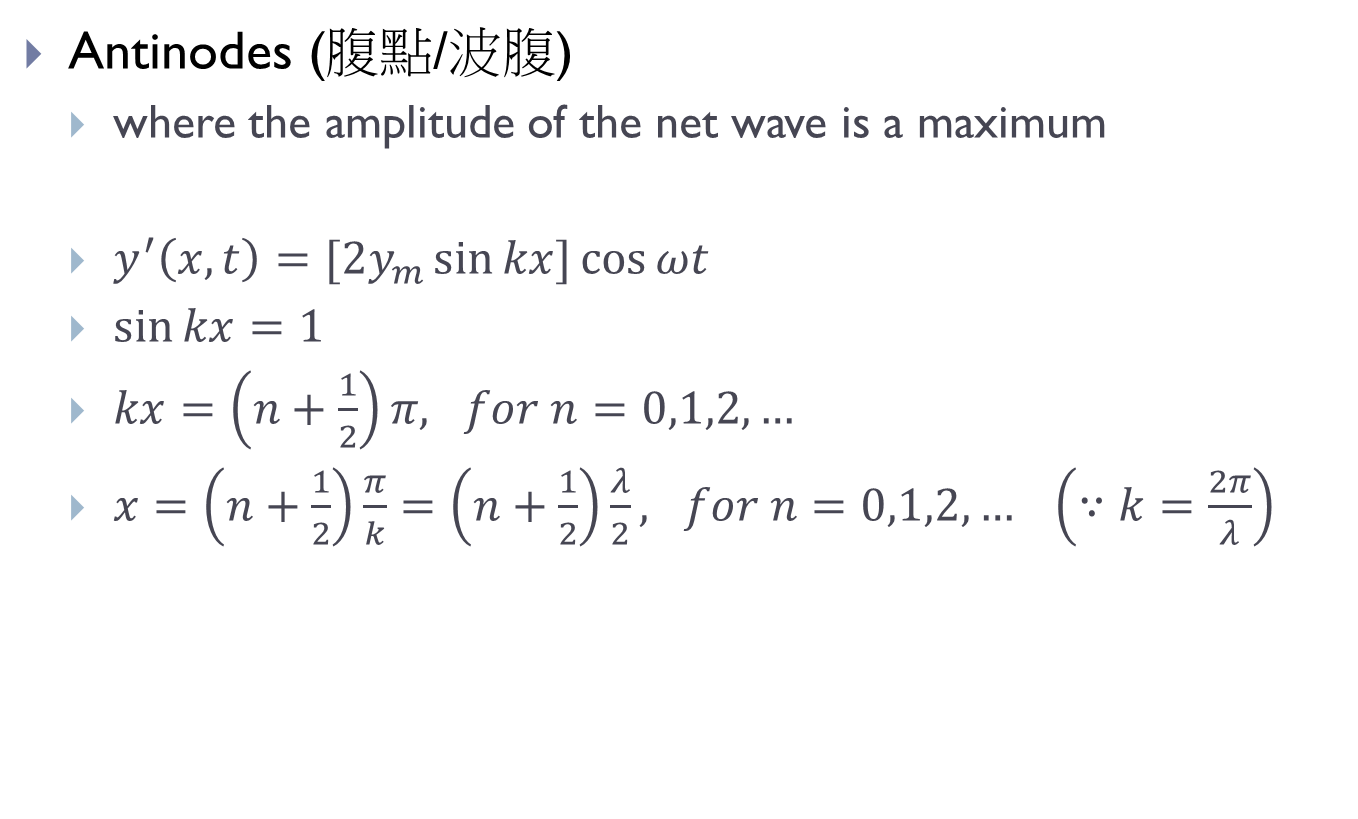 Antinodes (腹點/波腹)
where the amplitude of the net wave is a maximum
y′(x, t) = [2yₘ sin kx] cos ωt
sin kx = 1
kx = (n + 1/2) π, for n = 0,1,2, …
x = (n + 1/2) π/k = (n + 1/2) λ/2, for n = 0,1,2, … (∵ k = 2π/λ)